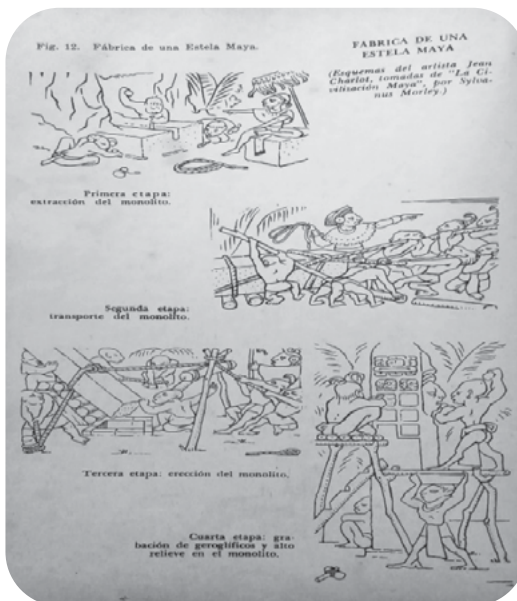 Fig. 12. Fábrica de una Estela Maya.
FABRICA DE UNA
ESTELA MAYA
(Esquemas del artista Jean
Charlot, tomadas de "La Ci-
vilisación Maya", por Sylva-
nus Morley.)
Primera etapa:
extracción del monolito.
Segunda etapa:
transporte del monolito.
Tercera etapa: erección del monolito.
Cuarta etapa: gra-
bación de geroglíficos y alto
relieve en el monolito.